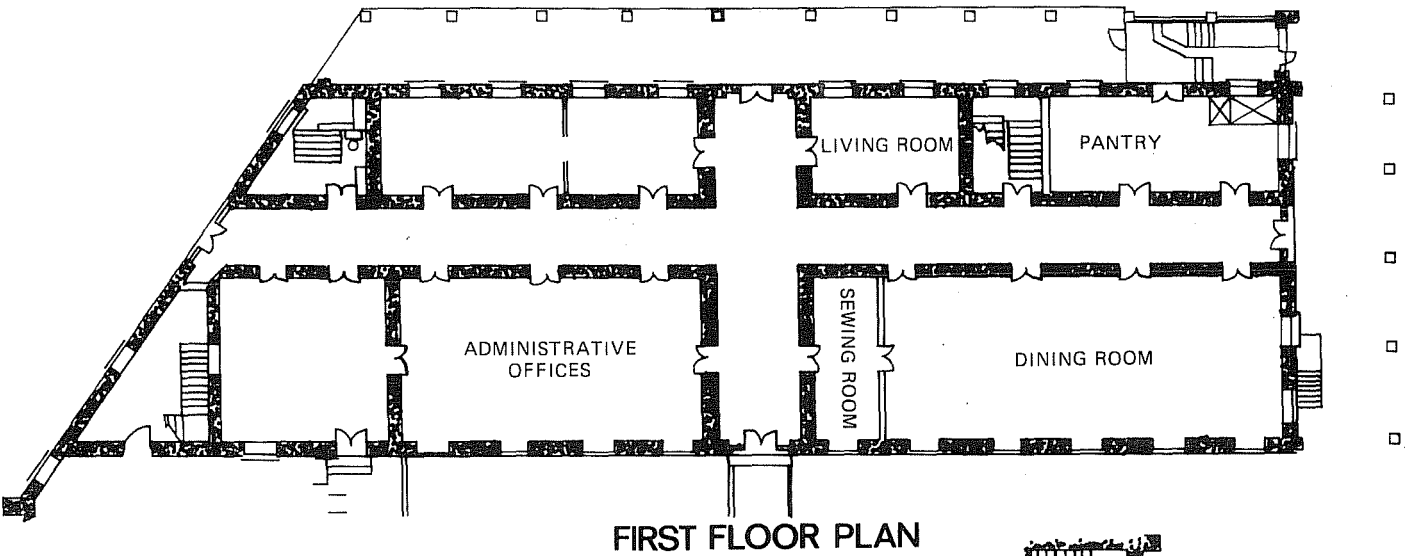 LIVING ROOM
PANTRY
ADMINISTRATIVE
OFFICES
SEWING ROOM
DINING ROOM
FIRST FLOOR PLAN